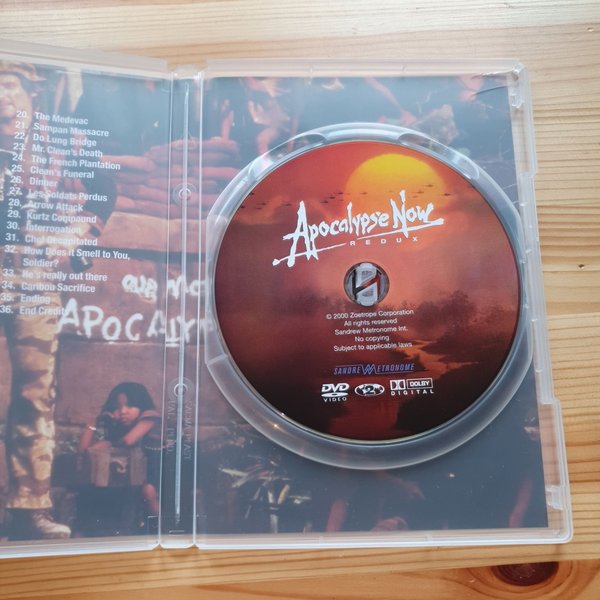 20. The Medevac
21. Sampan Massacre
22. Do Lung Bridge
23. Mr. Clean's Death
24. The French Plantation
25. Clean's Funeral
26. Dinner
27. Les Soldats Perdus
28. Arrow Attack
29. Kurtz Compound
30. Interrogation
31. Chef Decapitated
32. How Does it Smell to You,
Soldier?
33. He's really out there
34. Caribou Sacrifice
35. Ending
36. End Credits
OUR
APOCALYP
Apocalypse Now
REDUX
© 2000 Zoetrope Corporation
All rights reserved
Sandrew Metronome Int.
No copying
Subject to applicable laws
SANDREW METRONOME
DVD
VIDEO
2
DOLBY
DIGITAL